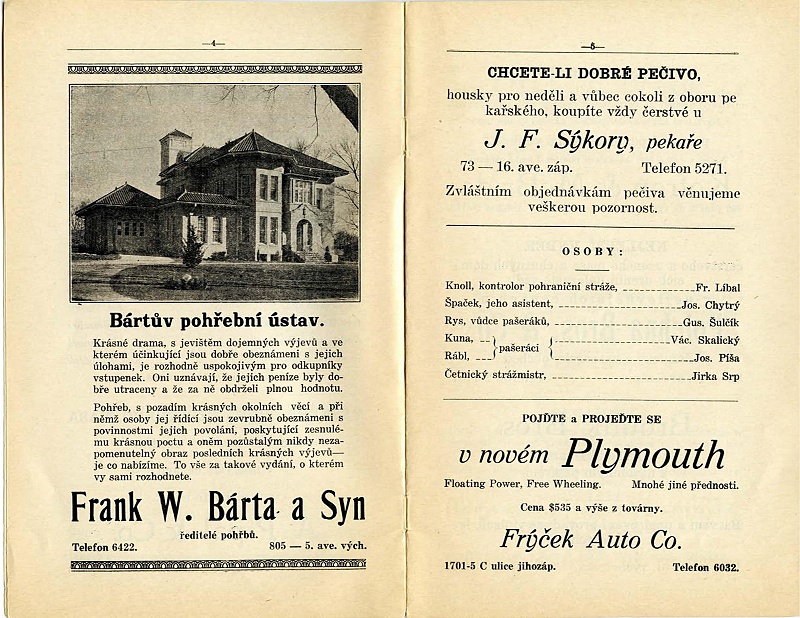 —4—
Bártův pohřební ústav.
Krásné drama, s jevištěm dojemných výjevů a ve
kterém účinkující jsou dobře obeznámeni s jejich
úlohami, je rozhodně uspokojivým pro odkupníky
vstupenek. Oni uznávají, že jejich peníze byly do-
bře utraceny a že za ně obdrželi plnou hodnotu.
Pohřeb, s pozadím krásných okolních věcí a při
němž osoby jej řídící jsou zevrubně obeznámeni s
povinnostmi jejich povolání, poskytující zesnulé-
mu krásnou poctu a oněm pozůstalým nikdy neza-
pomenutelný obraz posledních krásných výjevů—
je co nabízíme. To vše za takové vydání, o kterém
vy sami rozhodnete.
Frank W. Bárta a Syn
ředitelé pohřbů.
Telefon 6422. 805 — 5. ave. vých.
—5—
CHCETE-LI DOBRÉ PEČIVO,
housky pro neděli a vůbec cokoli z oboru pe
kařského, koupíte vždy čerstvé u
J. F. Sýkory, pekaře
73 — 16. ave. záp. Telefon 5271.
Zvláštním objednávkám pečiva věnujeme
veškerou pozornost.
OSOBY:
Knoll, kontrolor pohraniční stráže, Fr. Líbal
Špaček, jeho asistent, Jos. Chytrý
Rys, vůdce pašeráků, Gus. Šulčík
Kuna, Vác. Skalický
pašeráci
Rábl, Jos. Píša
Četnický strážmistr, Jirka Srp
POJĎTE a PROJEĎTE SE
v novém Plymouth
Floating Power, Free Wheeling. Mnohé jiné přednosti.
Cena $535 a výše z továrny.
Frýček Auto Co.
1701-5 C ulice jihozáp. Telefon 6032.